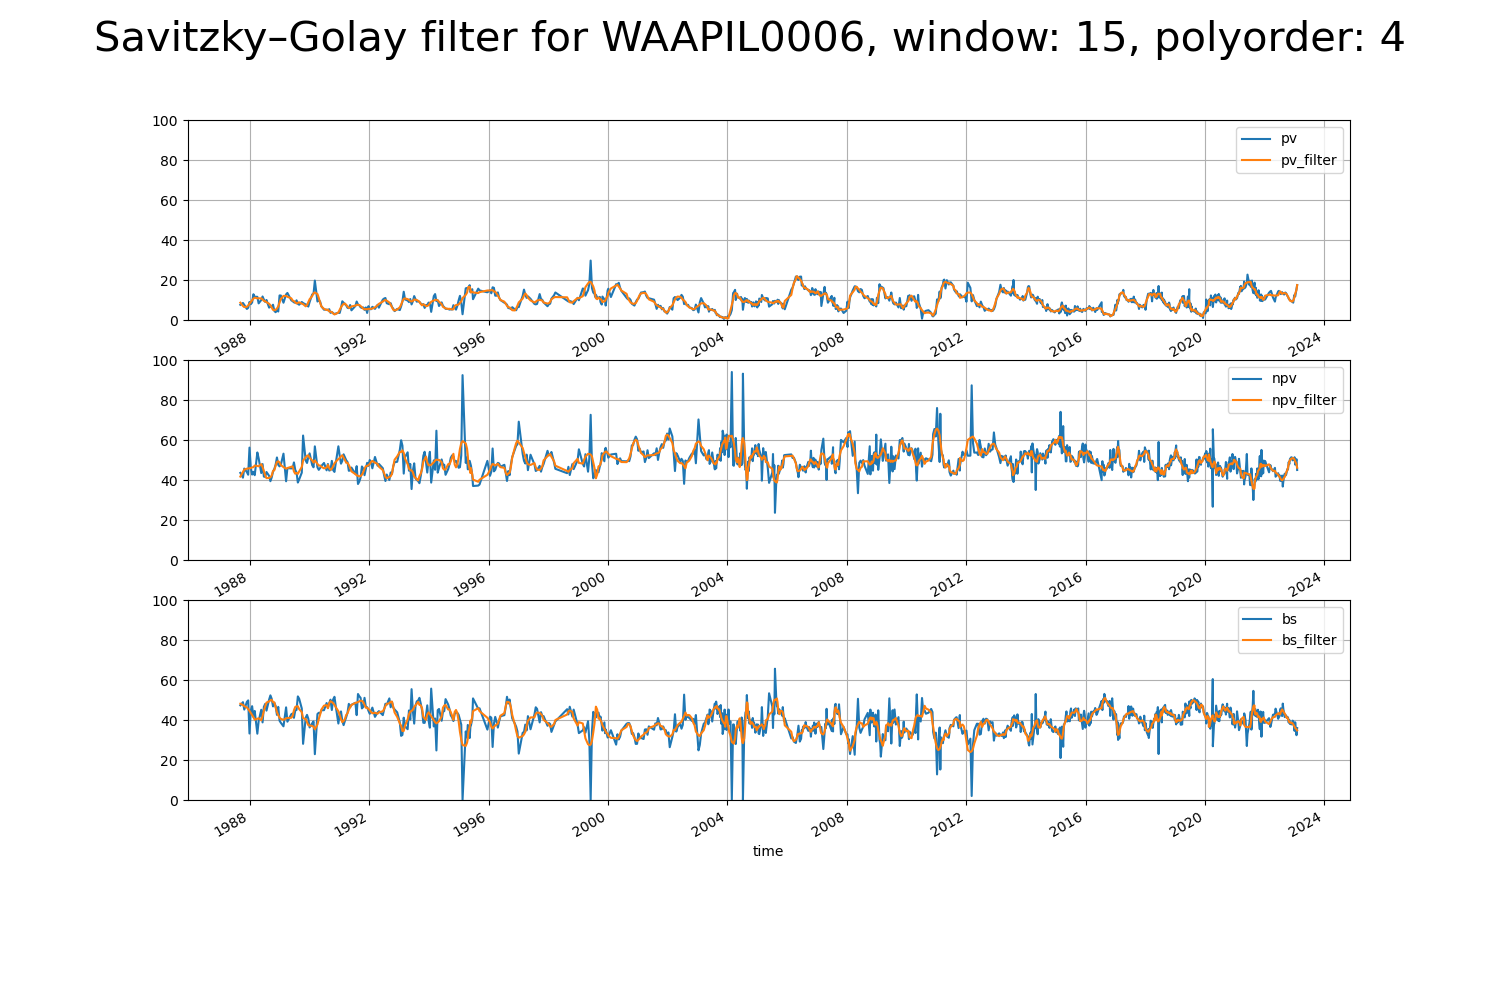 Savitzky–Golay filter for WAAPIL0006, window: 15, polyorder: 4
100
80
60
40
20
0
pv
pv_filter
1988 1992 1996 2000 2004 2008 2012 2016 2020 2024
100
80
60
40
20
0
npv
npv_filter
1988 1992 1996 2000 2004 2008 2012 2016 2020 2024
100
80
60
40
20
0
bs
bs_filter
1988 1992 1996 2000 2004 2008 2012 2016 2020 2024
time